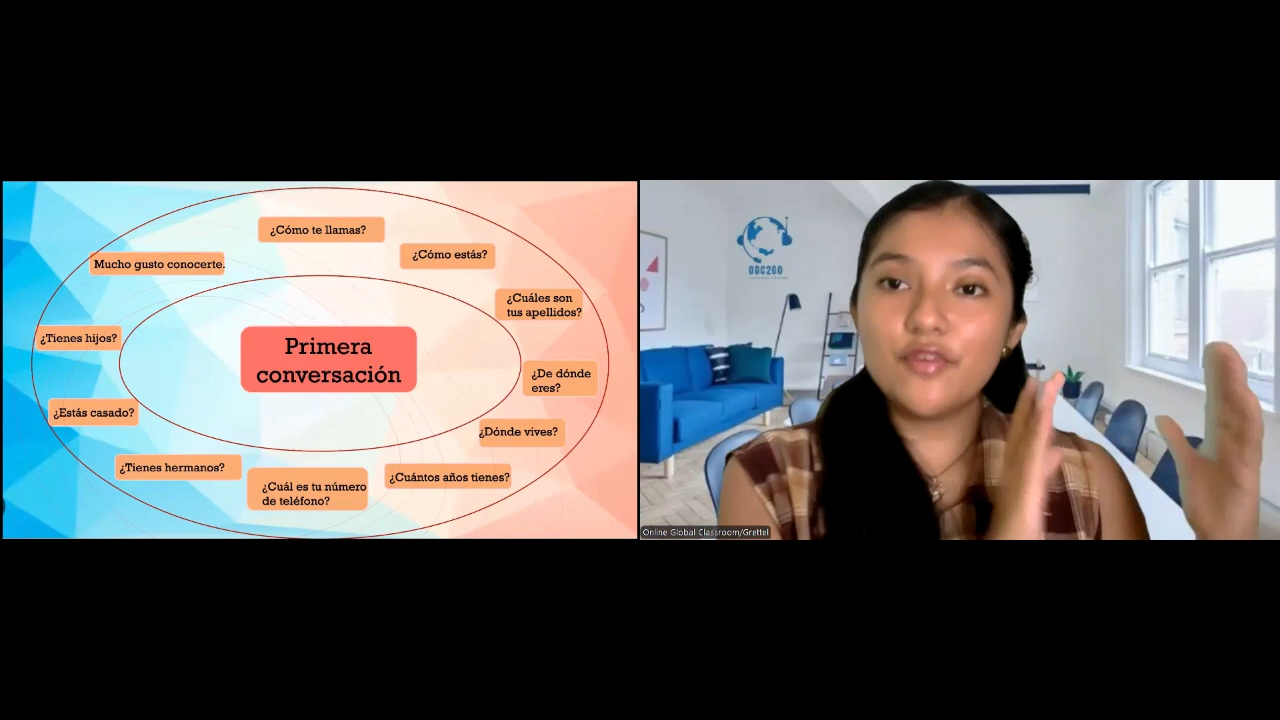 ¿Cómo te llamas?
¿Cómo estás?
¿Cuáles son
tus apellidos?
¿De dónde
eres?
¿Dónde vives?
¿Cuántos años tienes?
¿Cuál es tu número
de teléfono?
¿Tienes hermanos?
¿Estás casado?
¿Tienes hijos?
Mucho gusto conocerte.
Primera
conversación
OGC2GO
Online Global Classroom/Grettel